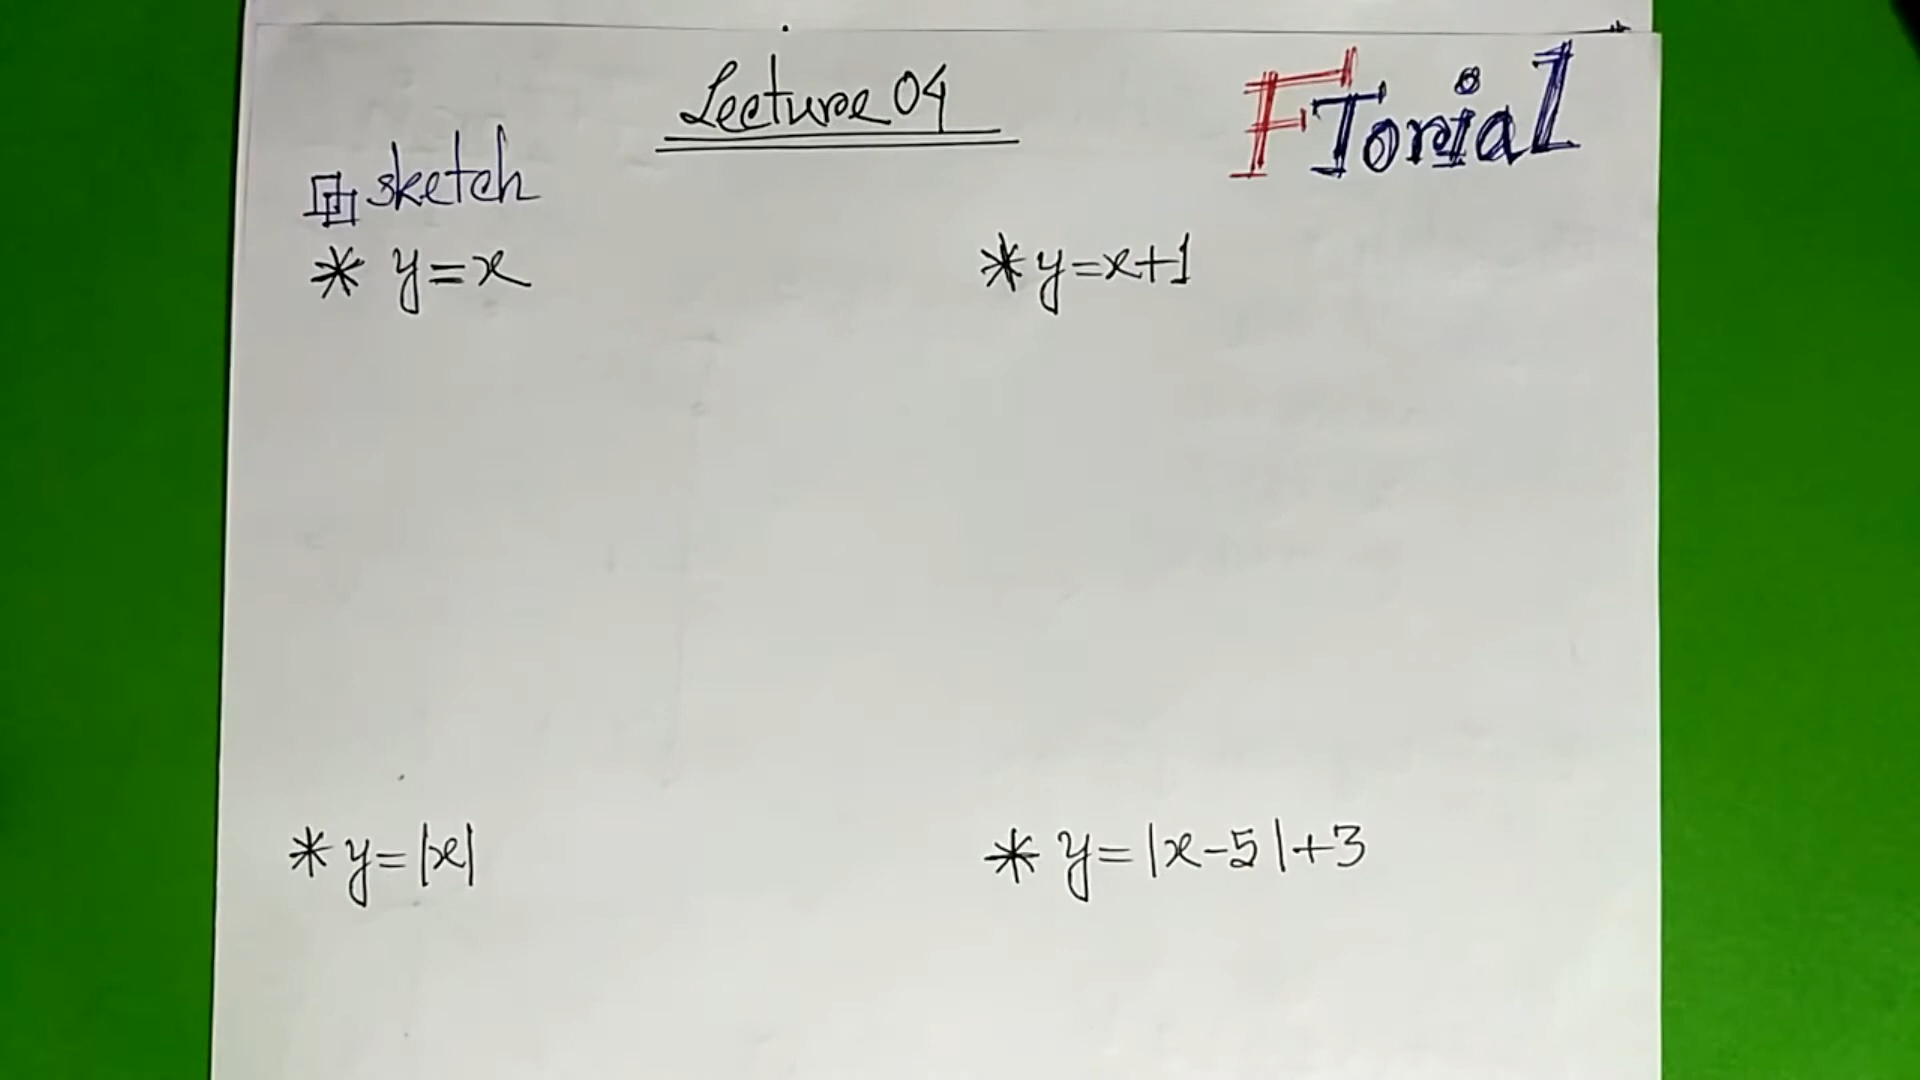 Lecture 04
FTorial
sketch
* y=x
* y=x+1
* y=|x|
* y=|x-5|+3